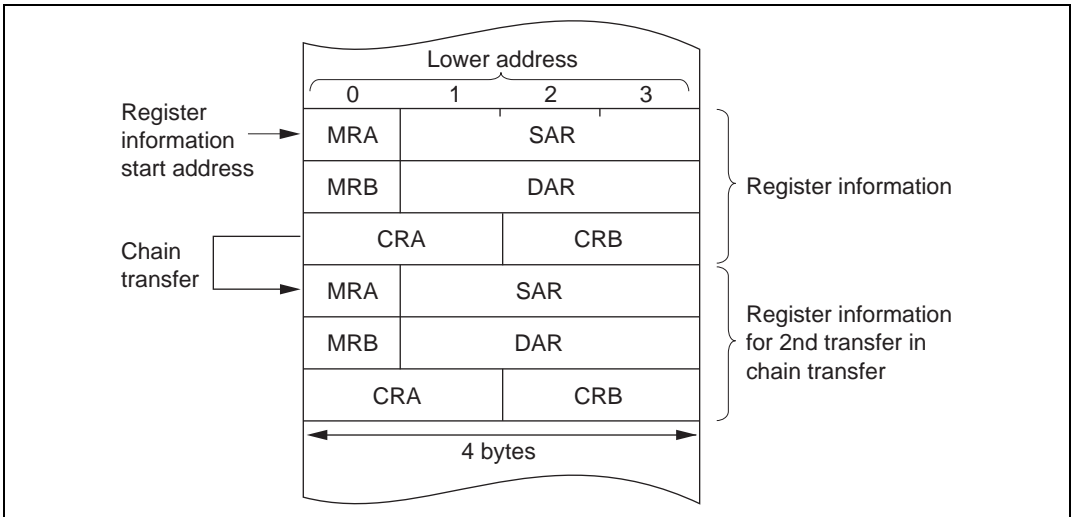 Lower address
0 1 2 3
Register
information
start address
MRA SAR
MRB DAR
Register information
CRA CRB
Chain
transfer
MRA SAR
MRB DAR
Register information
for 2nd transfer in
chain transfer
CRA CRB
4 bytes